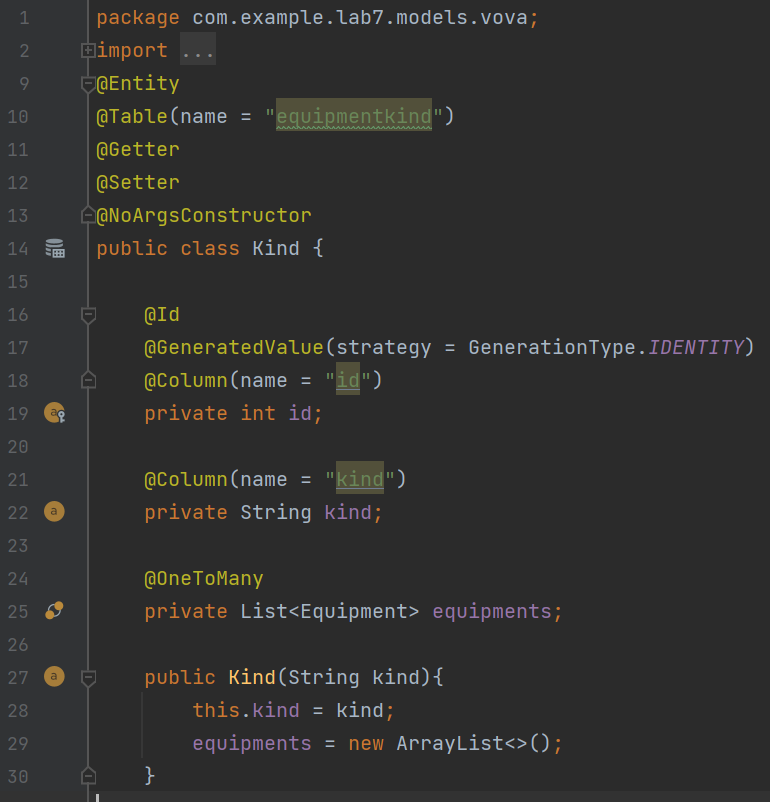 1 package com.example.lab7.models.vova;
2 import ...
9 @Entity
10 @Table(name = "equipmentkind")
11 @Getter
12 @Setter
13 @NoArgsConstructor
14 public class Kind {
15
16 @Id
17 @GeneratedValue(strategy = GenerationType.IDENTITY)
18 @Column(name = "id")
19 private int id;
20
21 @Column(name = "kind")
22 private String kind;
23
24 @OneToMany
25 private List<Equipment> equipments;
26
27 public Kind(String kind){
28 this.kind = kind;
29 equipments = new ArrayList<>();
30 }